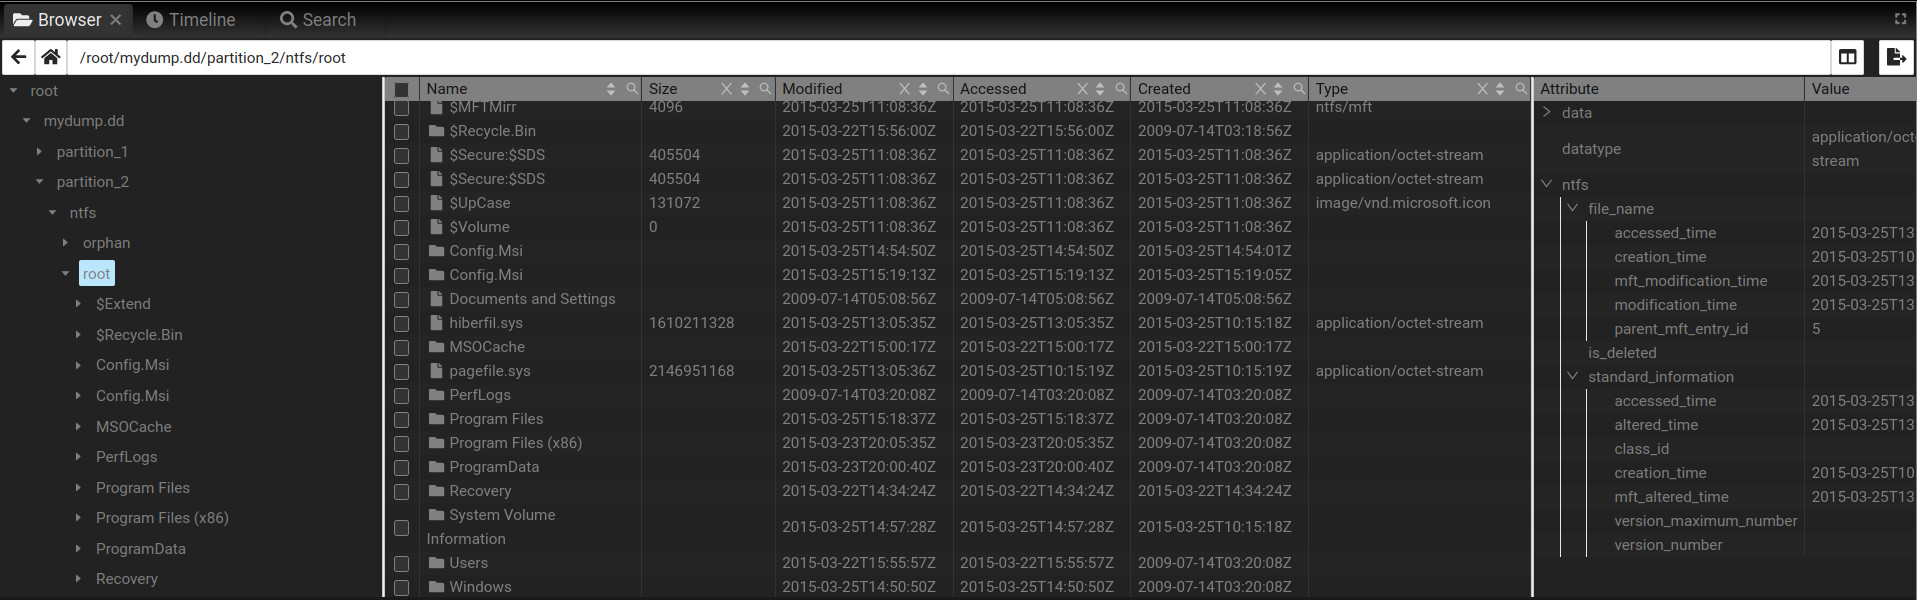 Browser Timeline Search
/root/mydump.dd/partition_2/ntfs/root
root
mydump.dd
partition_1
partition_2
ntfs
orphan
root
$Extend
$Recycle.Bin
Config.Msi
Config.Msi
MSOCache
PerfLogs
Program Files
Program Files (x86)
ProgramData
Recovery
Name Size Modified Accessed Created Type
$MFTMirr 4096 2015-03-25T11:08:36Z 2015-03-25T11:08:36Z 2015-03-25T11:08:36Z ntfs/mft
$Recycle.Bin 2015-03-22T15:56:00Z 2015-03-22T15:56:00Z 2009-07-14T03:18:56Z
$Secure:$SDS 405504 2015-03-25T11:08:36Z 2015-03-25T11:08:36Z 2015-03-25T11:08:36Z application/octet-stream
$Secure:$SDS 405504 2015-03-25T11:08:36Z 2015-03-25T11:08:36Z 2015-03-25T11:08:36Z application/octet-stream
$UpCase 131072 2015-03-25T11:08:36Z 2015-03-25T11:08:36Z 2015-03-25T11:08:36Z image/vnd.microsoft.icon
$Volume 0 2015-03-25T11:08:36Z 2015-03-25T11:08:36Z 2015-03-25T11:08:36Z
Config.Msi 2015-03-25T14:54:50Z 2015-03-25T14:54:50Z 2015-03-25T14:54:01Z
Config.Msi 2015-03-25T15:19:13Z 2015-03-25T15:19:13Z 2015-03-25T15:19:05Z
Documents and Settings 2009-07-14T05:08:56Z 2009-07-14T05:08:56Z 2009-07-14T05:08:56Z
hiberfil.sys 1610211328 2015-03-25T13:05:35Z 2015-03-25T13:05:35Z 2015-03-25T10:15:18Z application/octet-stream
MSOCache 2015-03-22T15:00:17Z 2015-03-22T15:00:17Z 2015-03-22T15:00:17Z
pagefile.sys 2146951168 2015-03-25T13:05:36Z 2015-03-25T10:15:19Z 2015-03-25T10:15:19Z application/octet-stream
PerfLogs 2009-07-14T03:20:08Z 2009-07-14T03:20:08Z 2009-07-14T03:20:08Z
Program Files 2015-03-25T15:18:37Z 2015-03-25T15:18:37Z 2009-07-14T03:20:08Z
Program Files (x86) 2015-03-23T20:05:35Z 2015-03-23T20:05:35Z 2009-07-14T03:20:08Z
ProgramData 2015-03-23T20:00:40Z 2015-03-23T20:00:40Z 2009-07-14T03:20:08Z
Recovery 2015-03-22T14:34:24Z 2015-03-22T14:34:24Z 2015-03-22T14:34:24Z
System Volume
Information 2015-03-25T14:57:28Z 2015-03-25T14:57:28Z 2015-03-25T10:15:18Z
Users 2015-03-22T15:55:57Z 2015-03-22T15:55:57Z 2009-07-14T03:20:08Z
Windows 2015-03-25T14:50:50Z 2015-03-25T14:50:50Z 2009-07-14T03:20:08Z
Attribute Value
data
datatype application/oct
stream
ntfs
file_name
accessed_time 2015-03-25T13
creation_time 2015-03-25T10
mft_modification_time 2015-03-25T13
modification_time 2015-03-25T13
parent_mft_entry_id 5
is_deleted
standard_information
accessed_time 2015-03-25T13
altered_time 2015-03-25T13
class_id
creation_time 2015-03-25T10
mft_altered_time 2015-03-25T13
version_maximum_number
version_number